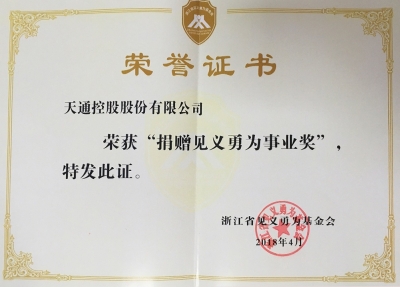 荣誉证书
天通控股股份有限公司
荣获“捐赠见义勇为事业奖”，
特发此证。
浙江省见义勇为基金会
2018年4月